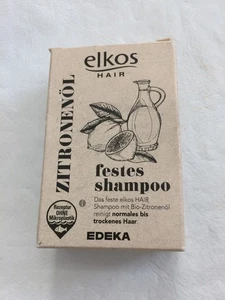 elkos
HAIR
ZITRONENÖL
festes
shampoo
Das feste elkos HAIR
Shampoo mit Bio-Zitronenöl
reinigt normales bis
trockenes Haar.
Rezeptur
OHNE
Mikroplastik
EDEKA